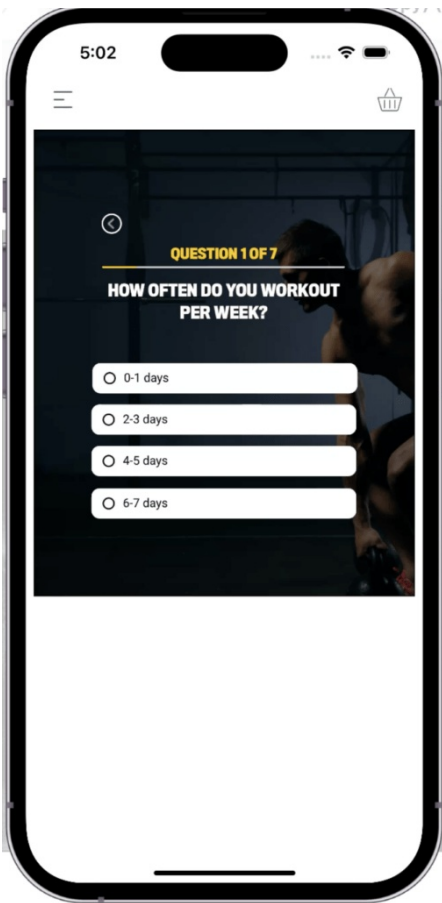 5:02
QUESTION 1 OF 7
HOW OFTEN DO YOU WORKOUT
PER WEEK?
0-1 days
2-3 days
4-5 days
6-7 days